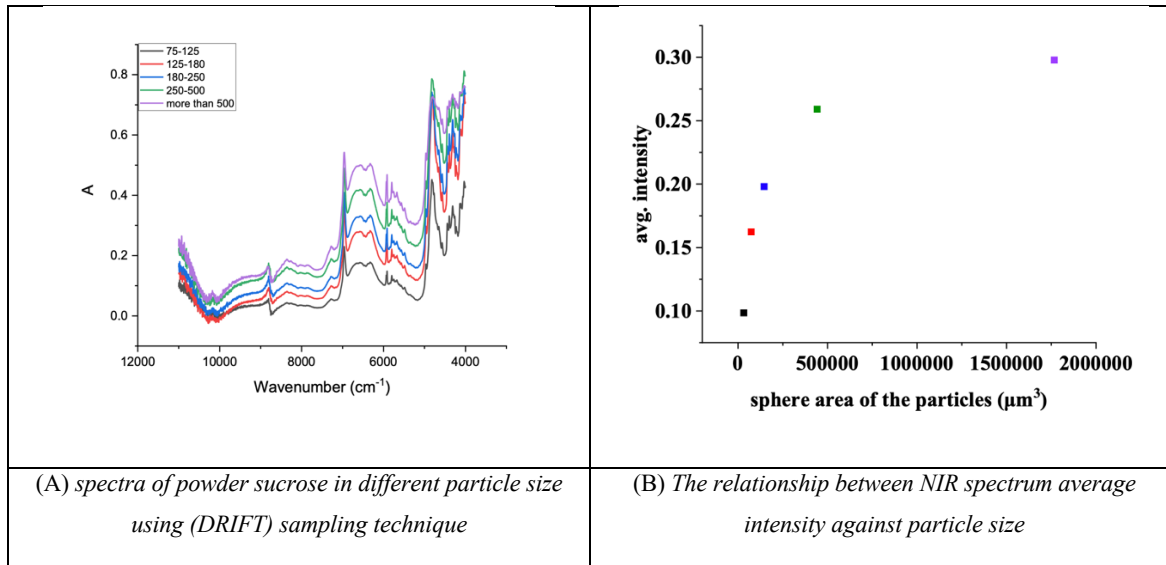 75-125
125-180
180-250
250-500
more than 500
0.8
0.6
0.4
0.2
0.0
A
12000
10000
8000
6000
4000
Wavenumber (cm⁻¹)
0.30
0.25
0.20
0.15
0.10
avg. intensity
0
500000
1000000
1500000
2000000
sphere area of the particles (µm³)
(A) spectra of powder sucrose in different particle size
using (DRIFT) sampling technique
(B) The relationship between NIR spectrum average
intensity against particle size